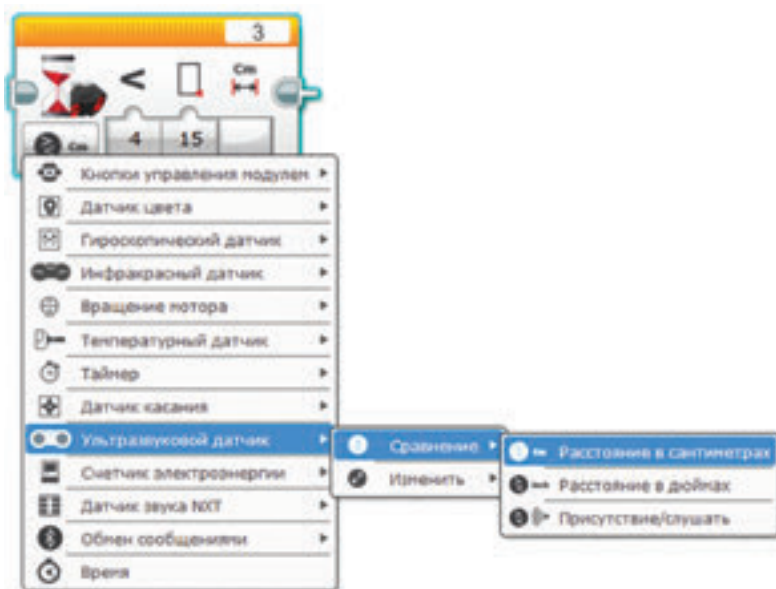 3
<
Cm
Cm
4 15
Кнопки управления модулем
Датчик цвета
Гироскопический датчик
Инфракрасный датчик
Вращение мотора
Температурный датчик
Таймер
Датчик касания
Ультразвуковой датчик
Сравнение
Расстояние в сантиметрах
Счетчик электроэнергии
Изменить
Расстояние в дюймах
Датчик звука NXT
Присутствие/слушать
Обмен сообщениями
Время